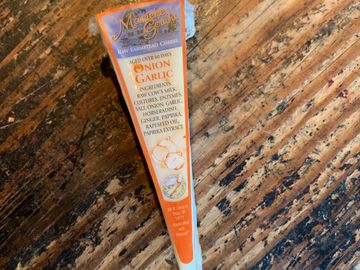 RAW FARMSTEAD CHEESE
AGED OVER 60 DAYS
ONION
GARLIC
INGREDIENTS:
RAW COW'S MILK,
CULTURES, ENZYMES,
SALT, ONION, GARLIC,
HORSERADISH,
GINGER, PAPRIKA,
RAPESEED OIL,
PAPRIKA EXTRACT.